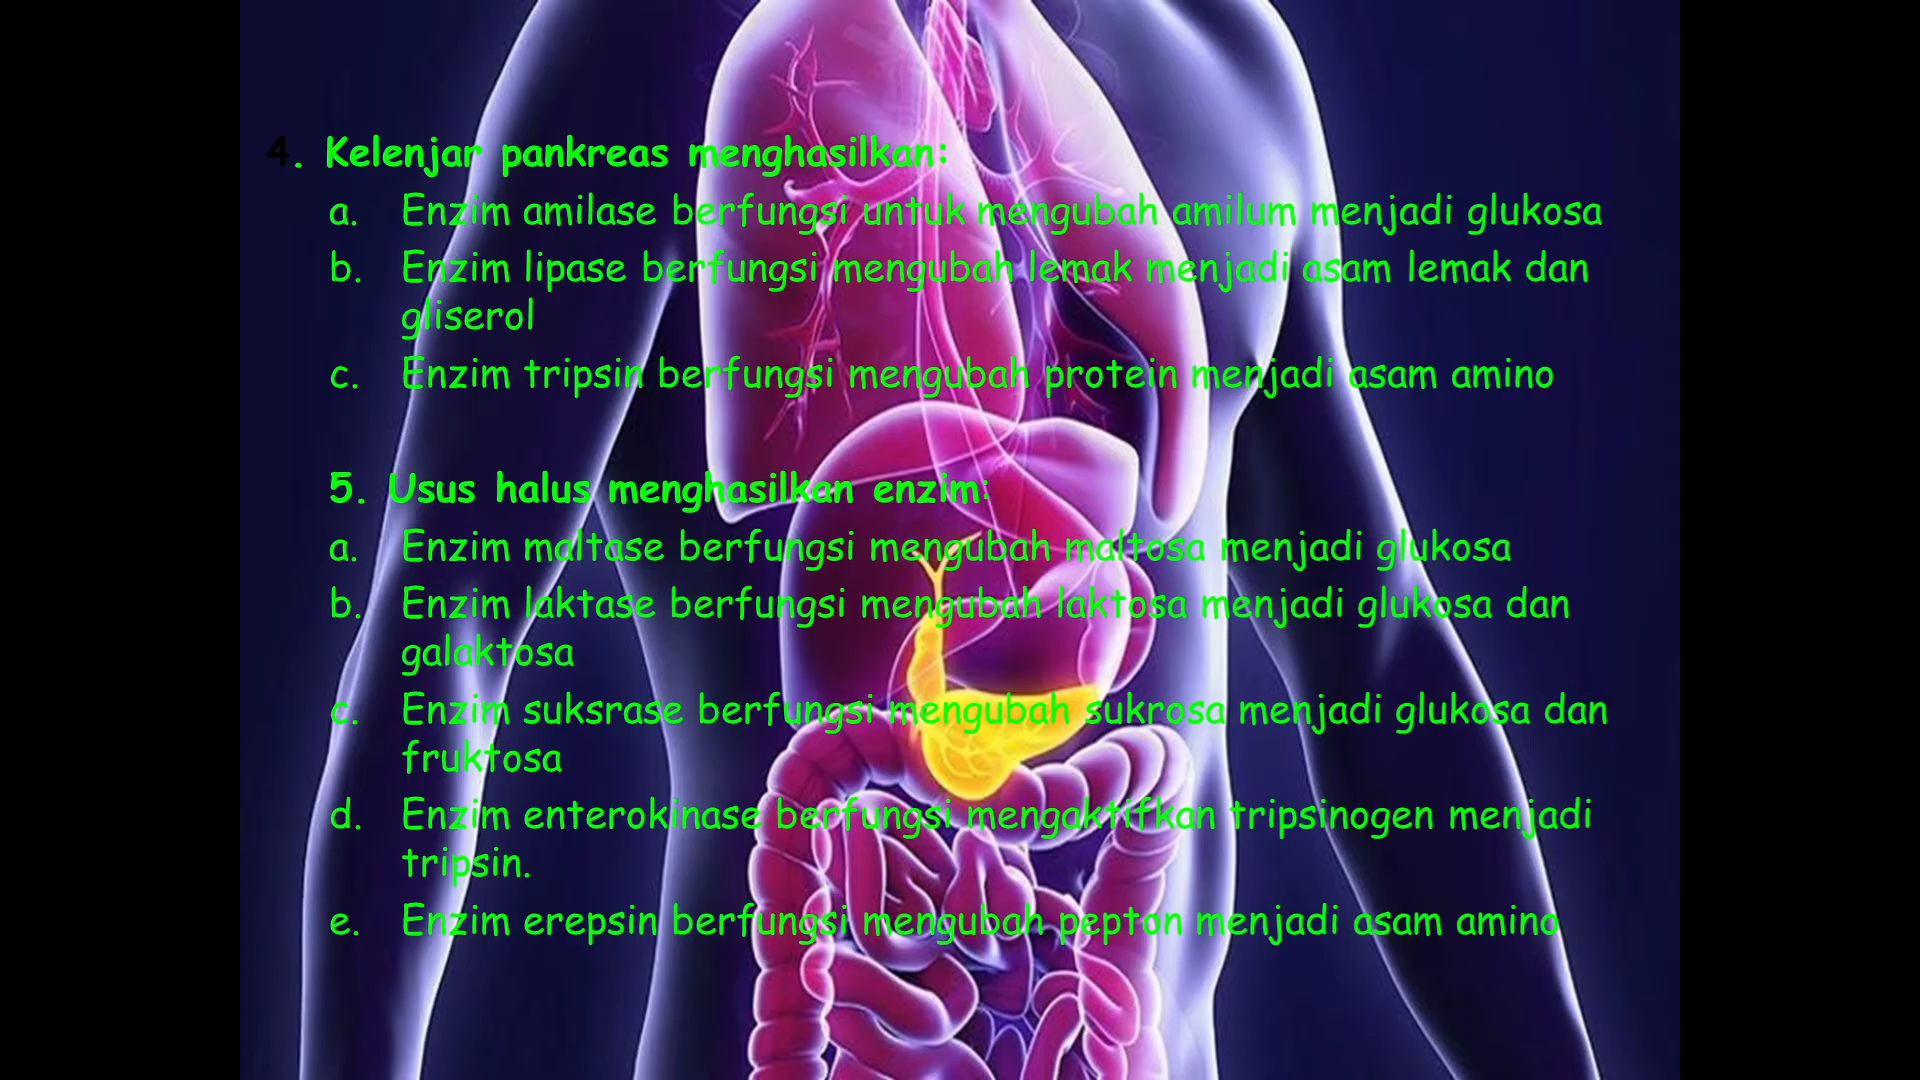 4. Kelenjar pankreas menghasilkan:
a. Enzim amilase berfungsi untuk mengubah amilum menjadi glukosa
b. Enzim lipase berfungsi mengubah lemak menjadi asam lemak dan
gliserol
c. Enzim tripsin berfungsi mengubah protein menjadi asam amino
5. Usus halus menghasilkan enzim:
a. Enzim maltase berfungsi mengubah maltosa menjadi glukosa
b. Enzim laktase berfungsi mengubah laktosa menjadi glukosa dan
galaktosa
c. Enzim suksrase berfungsi mengubah sukrosa menjadi glukosa dan
fruktosa
d. Enzim enterokinase berfungsi mengaktifkan tripsinogen menjadi
tripsin.
e. Enzim erepsin berfungsi mengubah pepton menjadi asam amino